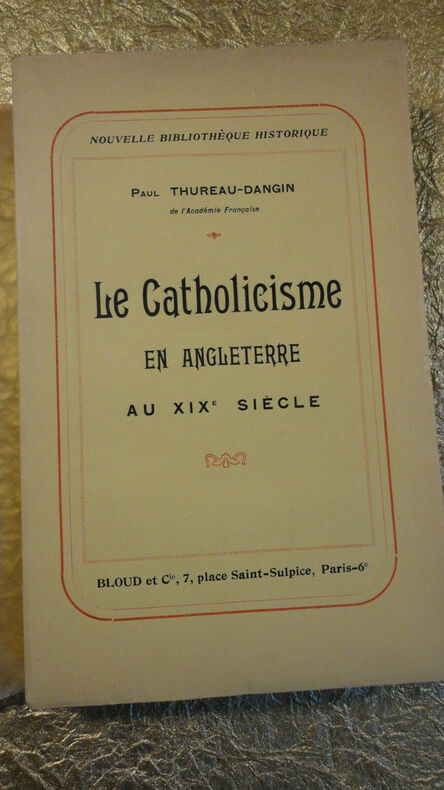 NOUVELLE BIBLIOTHÈQUE HISTORIQUE
PAUL THUREAU-DANGIN
de l'Académie Française
Le Catholicisme
EN ANGLETERRE
AU XIXᴱ SIÈCLE
BLOUD et Cⁱᵉ, 7, place Saint-Sulpice, Paris-6ᵉ